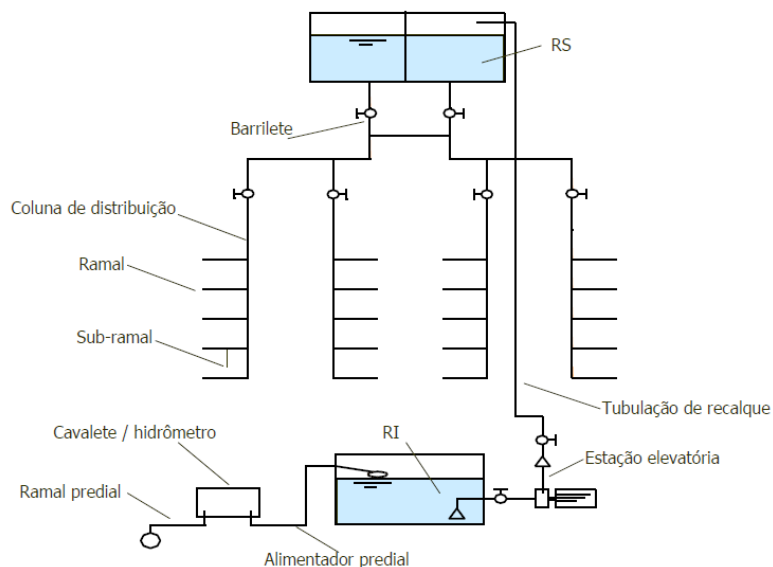 RS
Barrilete
Coluna de distribuição
Ramal
Sub-ramal
Tubulação de recalque
Cavalete / hidrômetro
RI
Estação elevatória
Ramal predial
Alimentador predial